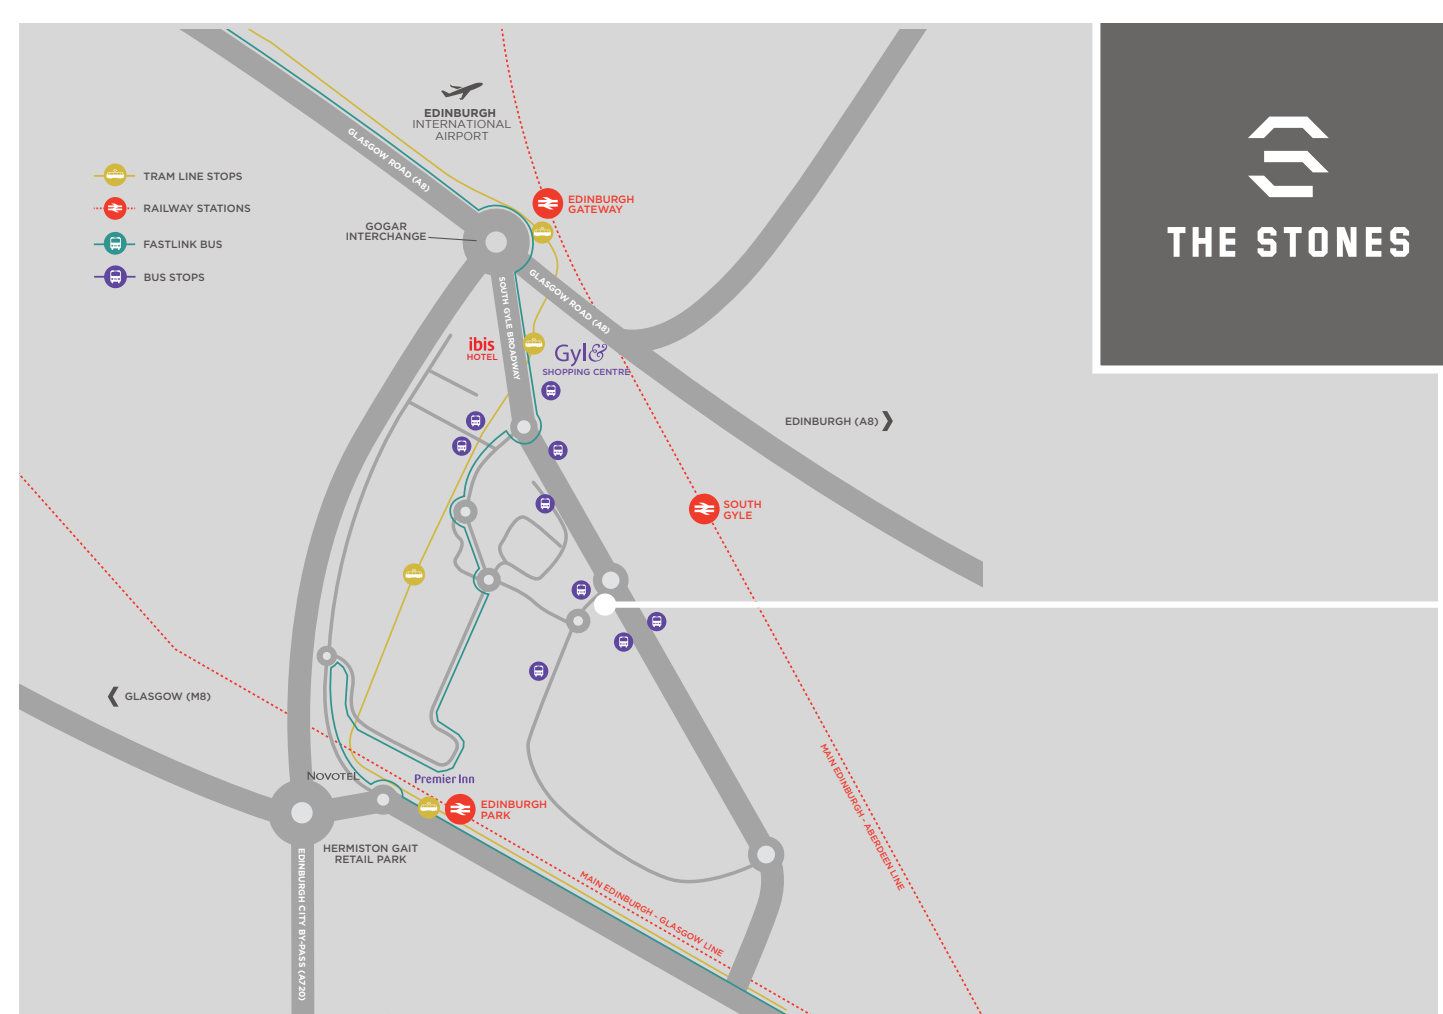 THE STONES
EDINBURGH
INTERNATIONAL
AIRPORT
GLASGOW ROAD (A8)
TRAM LINE STOPS
RAILWAY STATIONS
FASTLINK BUS
BUS STOPS
EDINBURGH
GATEWAY
GOGAR
INTERCHANGE
GLASGOW ROAD (A8)
SOUTH GYLE BROADWAY
ibis
HOTEL
Gyle
SHOPPING CENTRE
EDINBURGH (A8)
SOUTH
GYLE
GLASGOW (M8)
NOVOTEL
Premier Inn
EDINBURGH
PARK
HERMISTON GAIT
RETAIL PARK
MAIN EDINBURGH - ABERDEEN LINE
MAIN EDINBURGH - GLASGOW LINE
EDINBURGH CITY BY-PASS (A720)